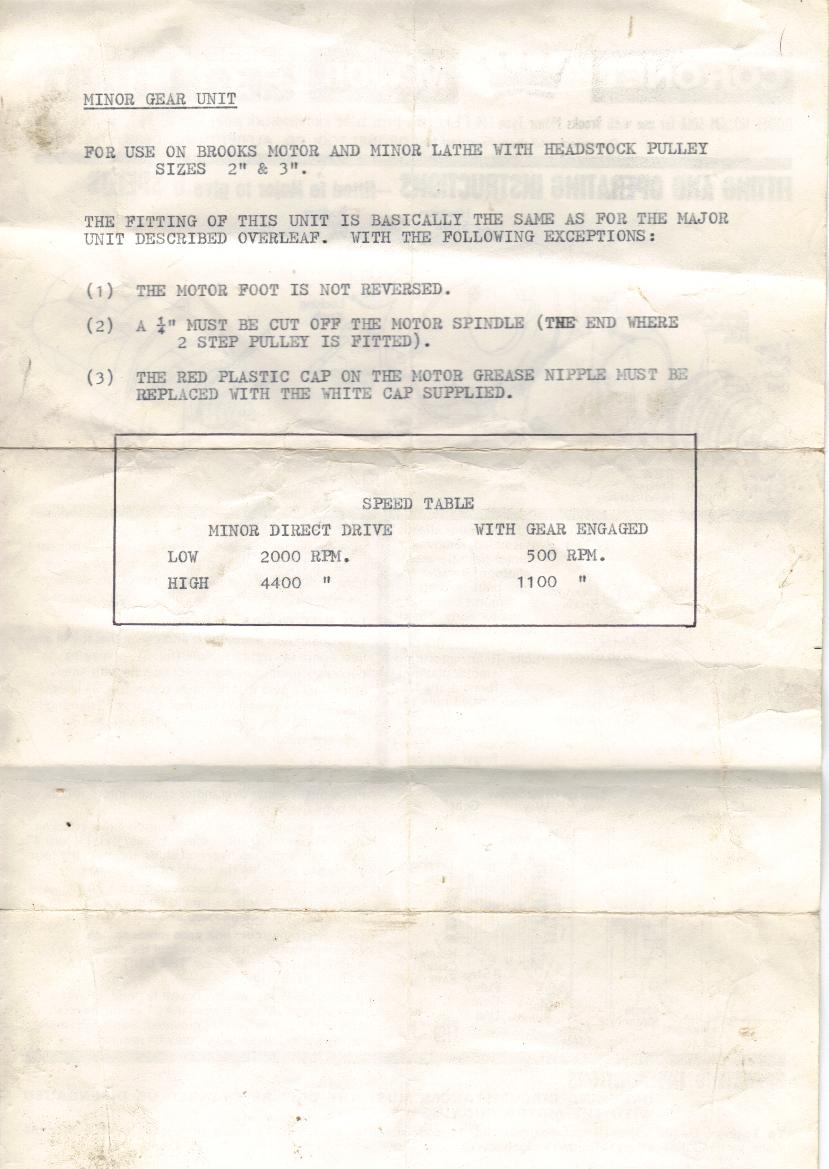 MINOR GEAR UNIT
FOR USE ON BROOKS MOTOR AND MINOR LATHE WITH HEADSTOCK PULLEY
SIZES 2" & 3".
THE FITTING OF THIS UNIT IS BASICALLY THE SAME AS FOR THE MAJOR
UNIT DESCRIBED OVERLEAF. WITH THE FOLLOWING EXCEPTIONS:
(1) THE MOTOR FOOT IS NOT REVERSED.
(2) A ¼" MUST BE CUT OFF THE MOTOR SPINDLE (THE END WHERE
2 STEP PULLEY IS FITTED).
(3) THE RED PLASTIC CAP ON THE MOTOR GREASE NIPPLE MUST BE
REPLACED WITH THE WHITE CAP SUPPLIED.
SPEED TABLE
MINOR DIRECT DRIVE WITH GEAR ENGAGED
LOW 2000 RPM. 500 RPM.
HIGH 4400 " 1100 "